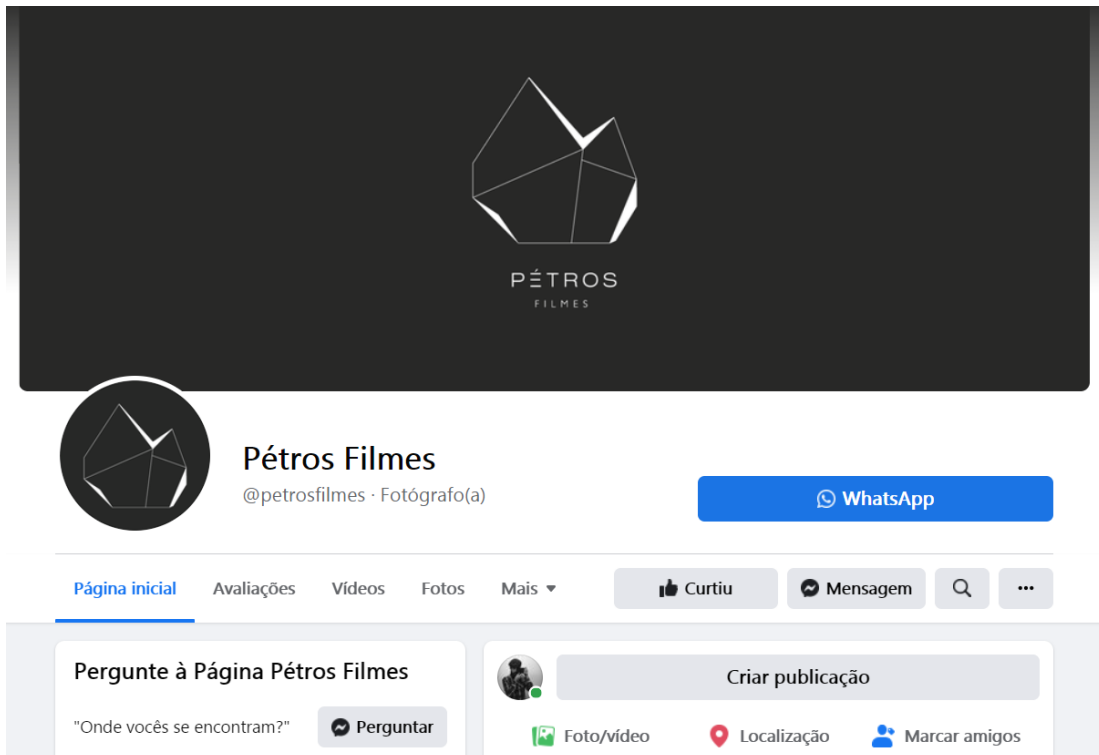 PÉTROS
FILMES
Pétros Filmes
@petrosfilmes · Fotógrafo(a)
WhatsApp
Página inicial Avaliações Vídeos Fotos Mais Curtiu Mensagem ...
Pergunte à Página Pétros Filmes
"Onde vocês se encontram?" Perguntar
Criar publicação
Foto/vídeo Localização Marcar amigos